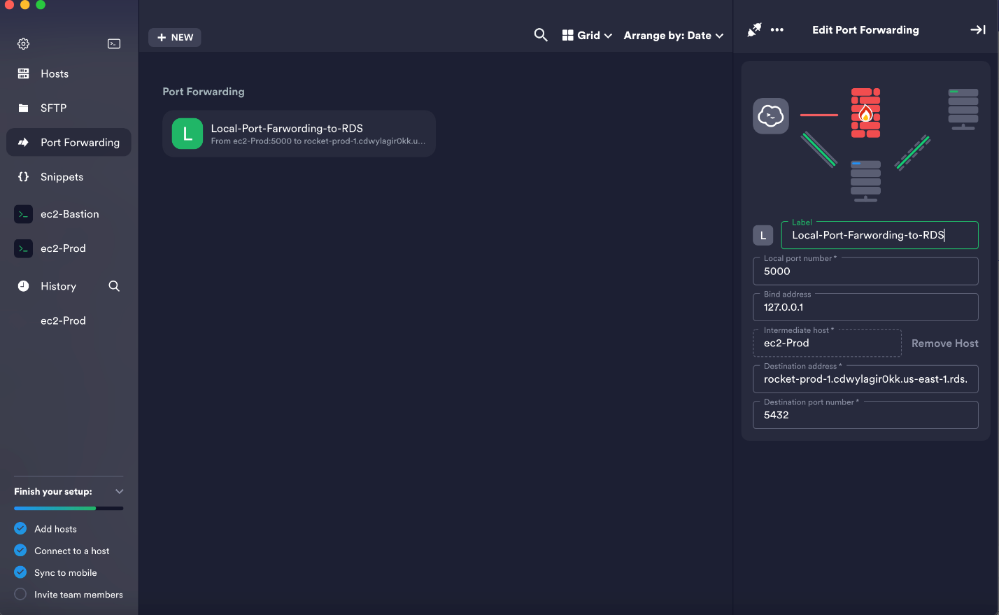 Hosts
SFTP
Port Forwarding
Snippets
ec2-Bastion
ec2-Prod
History
ec2-Prod
Finish your setup:
Add hosts
Connect to a host
Sync to mobile
Invite team members
+ NEW
Grid
Arrange by: Date
Port Forwarding
L
Local-Port-Farwording-to-RDS
From ec2-Prod:5000 to rocket-prod-1.cdwylagir0kk.u...
Edit Port Forwarding
L
Label
Local-Port-Farwording-to-RDS
Local port number *
5000
Bind address
127.0.0.1
Intermediate host *
ec2-Prod
Remove Host
Destination address *
rocket-prod-1.cdwylagir0kk.us-east-1.rds.
Destination port number *
5432